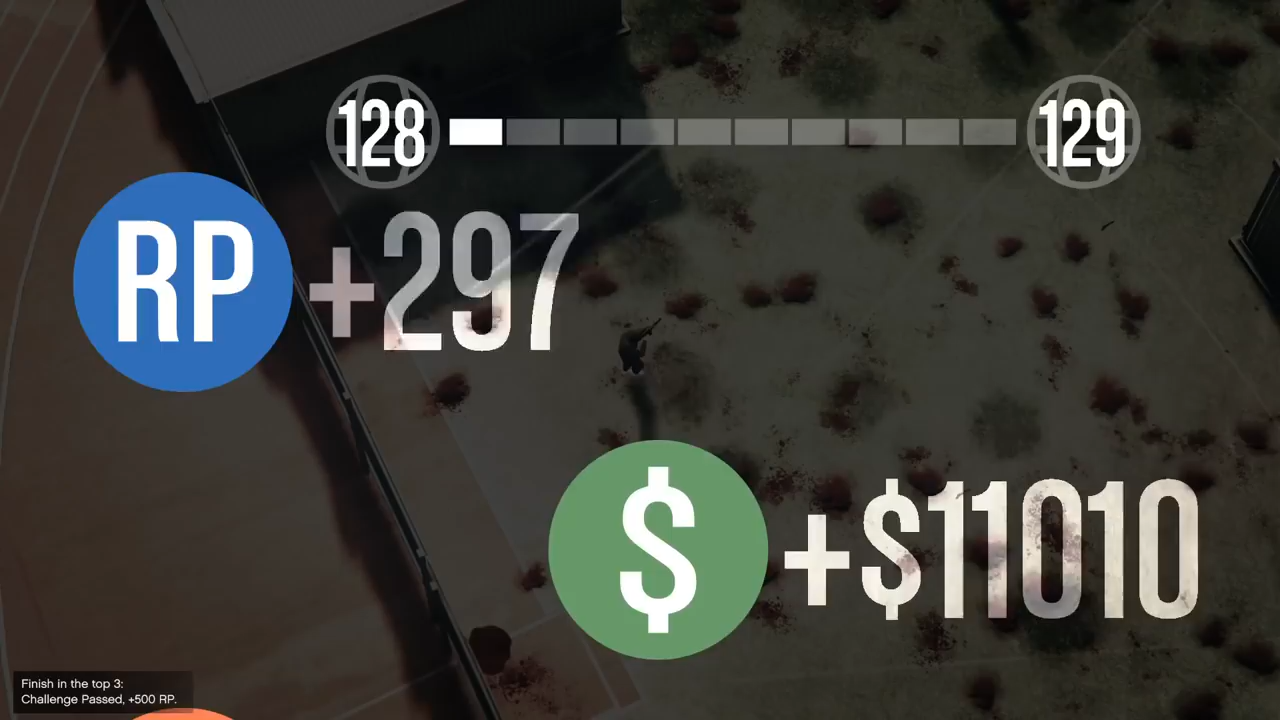 128 129
RP +297
$ +$11010
Finish in the top 3:
Challenge Passed, +500 RP.